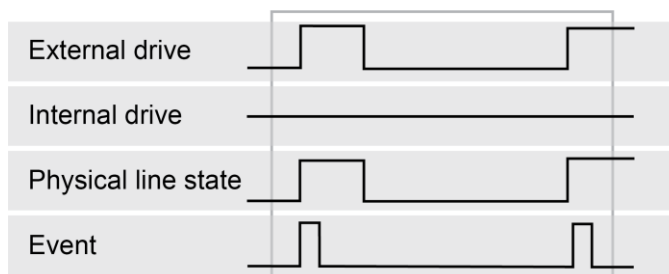 External drive
Internal drive
Physical line state
Event